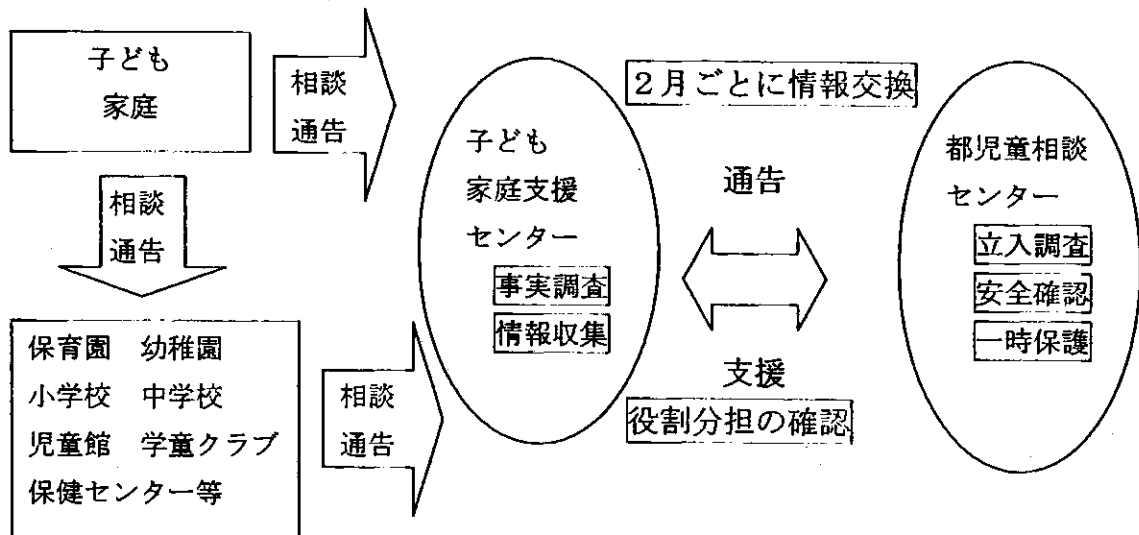 子ども
家庭
相談
通告
相談
通告
保育園 幼稚園
小学校 中学校
児童館 学童クラブ
保健センター等
相談
通告
子ども
家庭支援
センター
事実調査
情報収集
2月ごとに情報交換
通告
支援
役割分担の確認
都児童相談
センター
立入調査
安全確認
一時保護